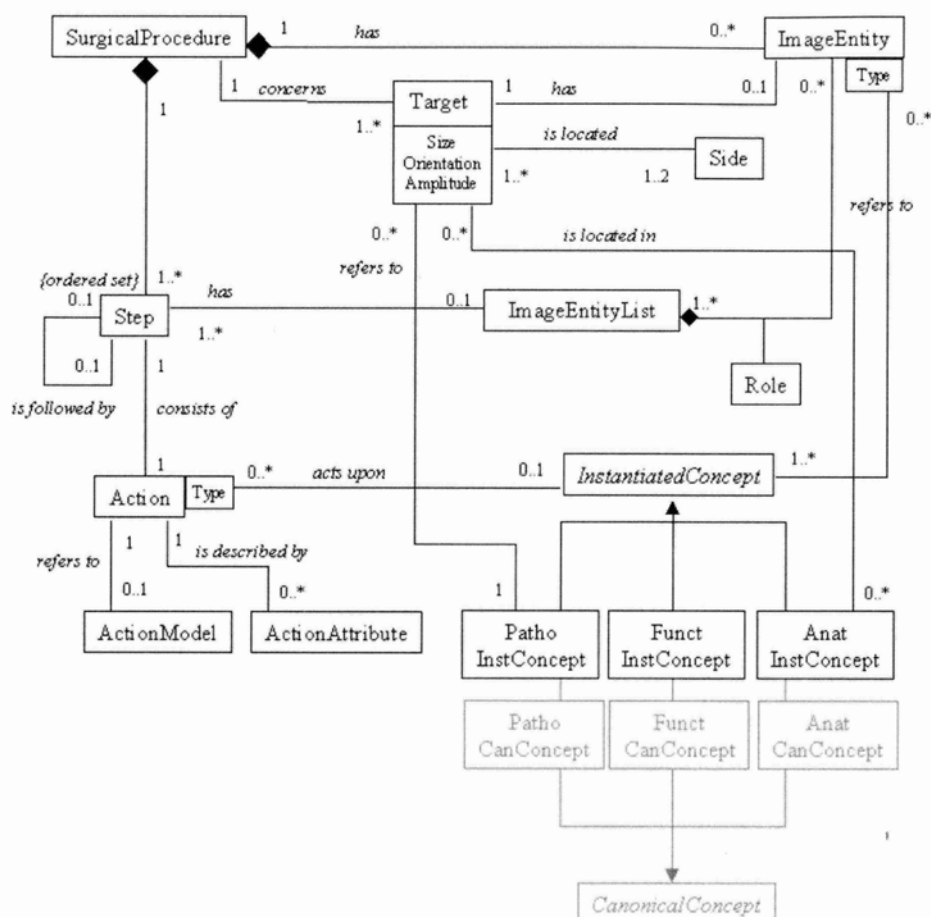 SurgicalProcedure
1
has
0..*
ImageEntity
Type
1
1
concerns
1..*
Target
1
has
0..1
0..*
0..*
Size
Orientation
Amplitude
is located
1..*
1..2
Side
refers to
0..*
0..*
is located in
refers to
{ordered set}
1..*
0..1
Step
has
1..*
0..1
ImageEntityList
1..*
Role
0..1
1
is followed by
consists of
1
Action
Type
0..*
acts upon
0..1
InstantiatedConcept
1..*
refers to
1
1
is described by
0..1
0..*
1
0..*
ActionModel
ActionAttribute
Patho
InstConcept
Funct
InstConcept
Anat
InstConcept
Patho
CanConcept
Funct
CanConcept
Anat
CanConcept
CanonicalConcept